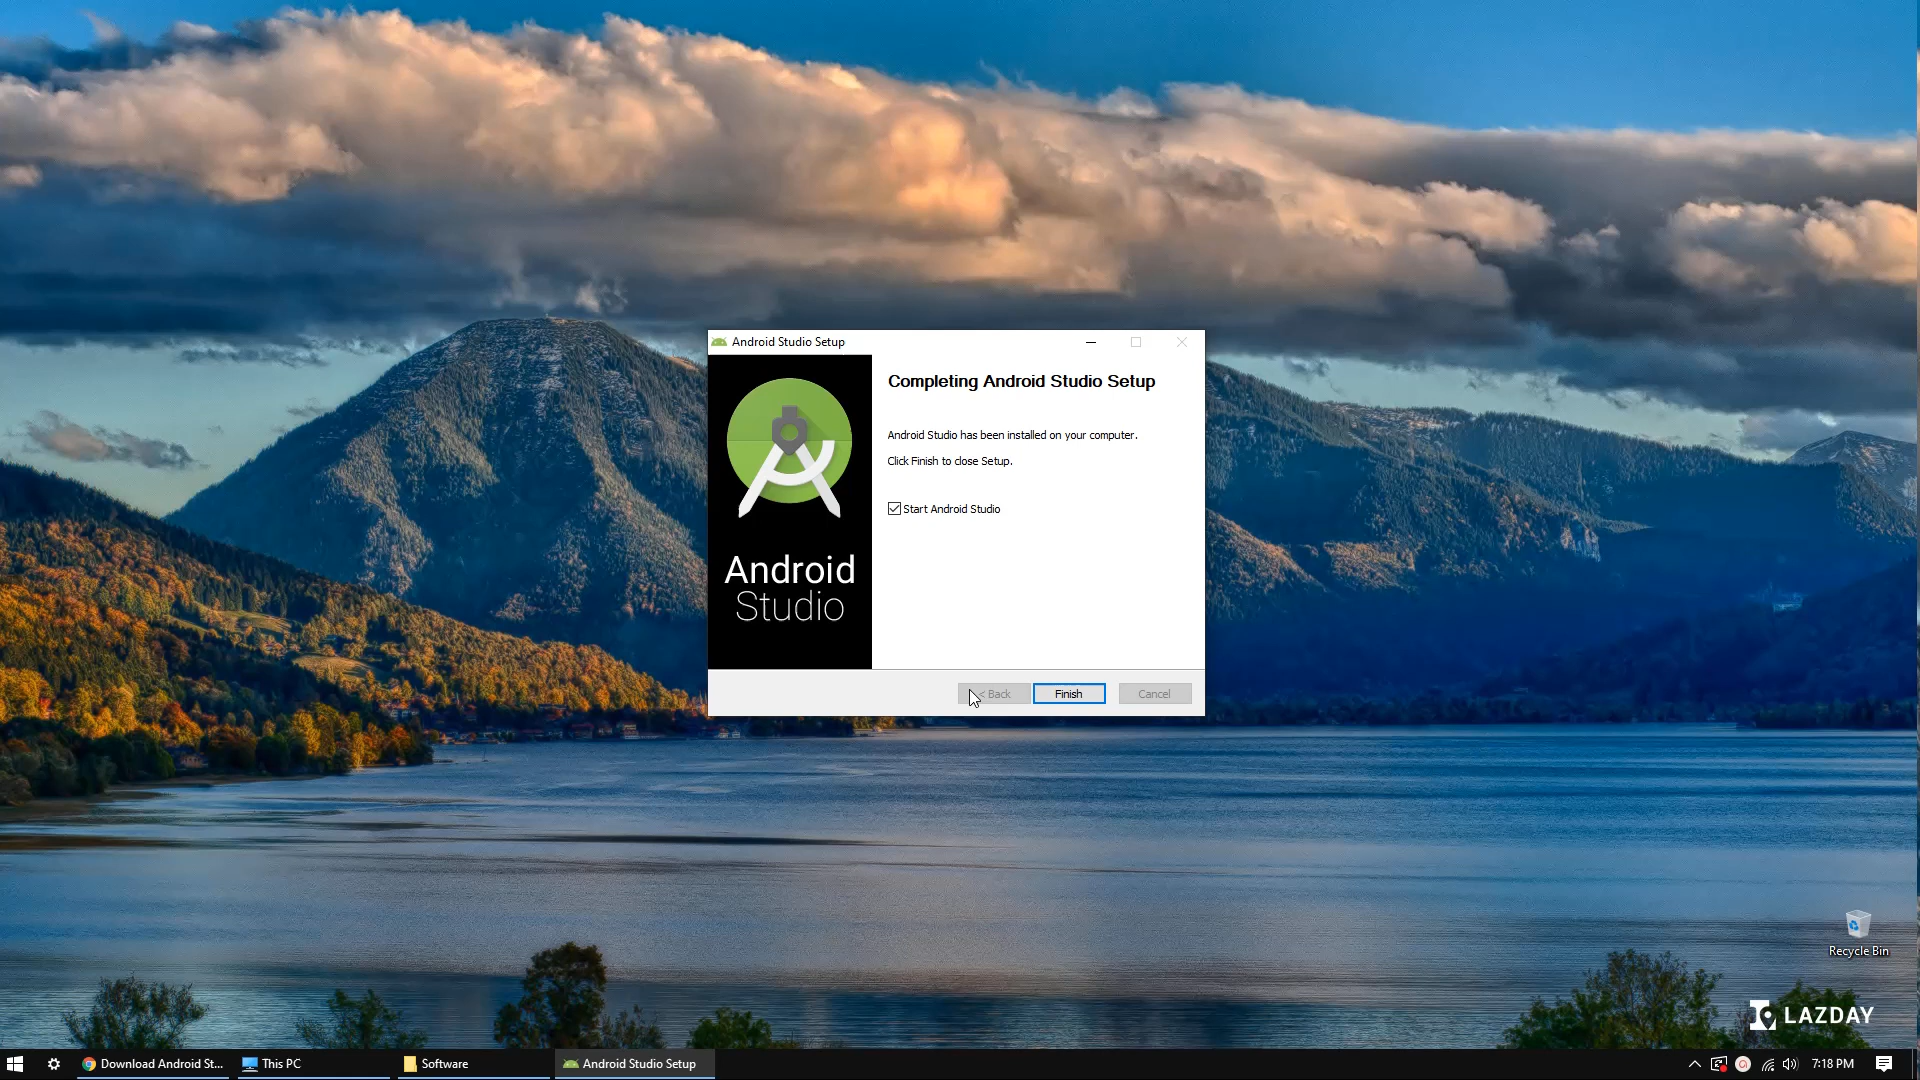 Android Studio Setup
Completing Android Studio Setup
Android Studio has been installed on your computer.
Click Finish to close Setup.
Start Android Studio
Android
Studio
< Back
Finish
Cancel
Recycle Bin
LAZDAY
Download Android St...
This PC
Software
Android Studio Setup
7:18 PM